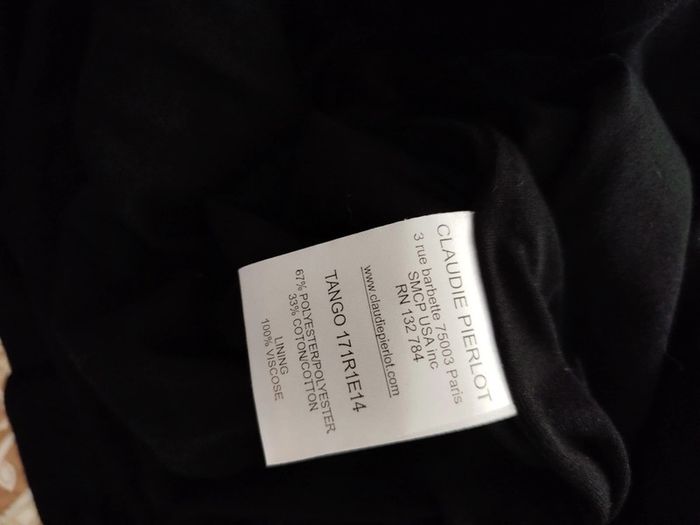 CLAUDIE PIERLOT
3 rue barbette 75003 Paris
SMCP USA inc
RN 132 784
www.claudiepierlot.com
TANGO 171R1E14
67% POLYESTER/POLYESTER
33% COTON/COTTON
LINING
100% VISCOSE